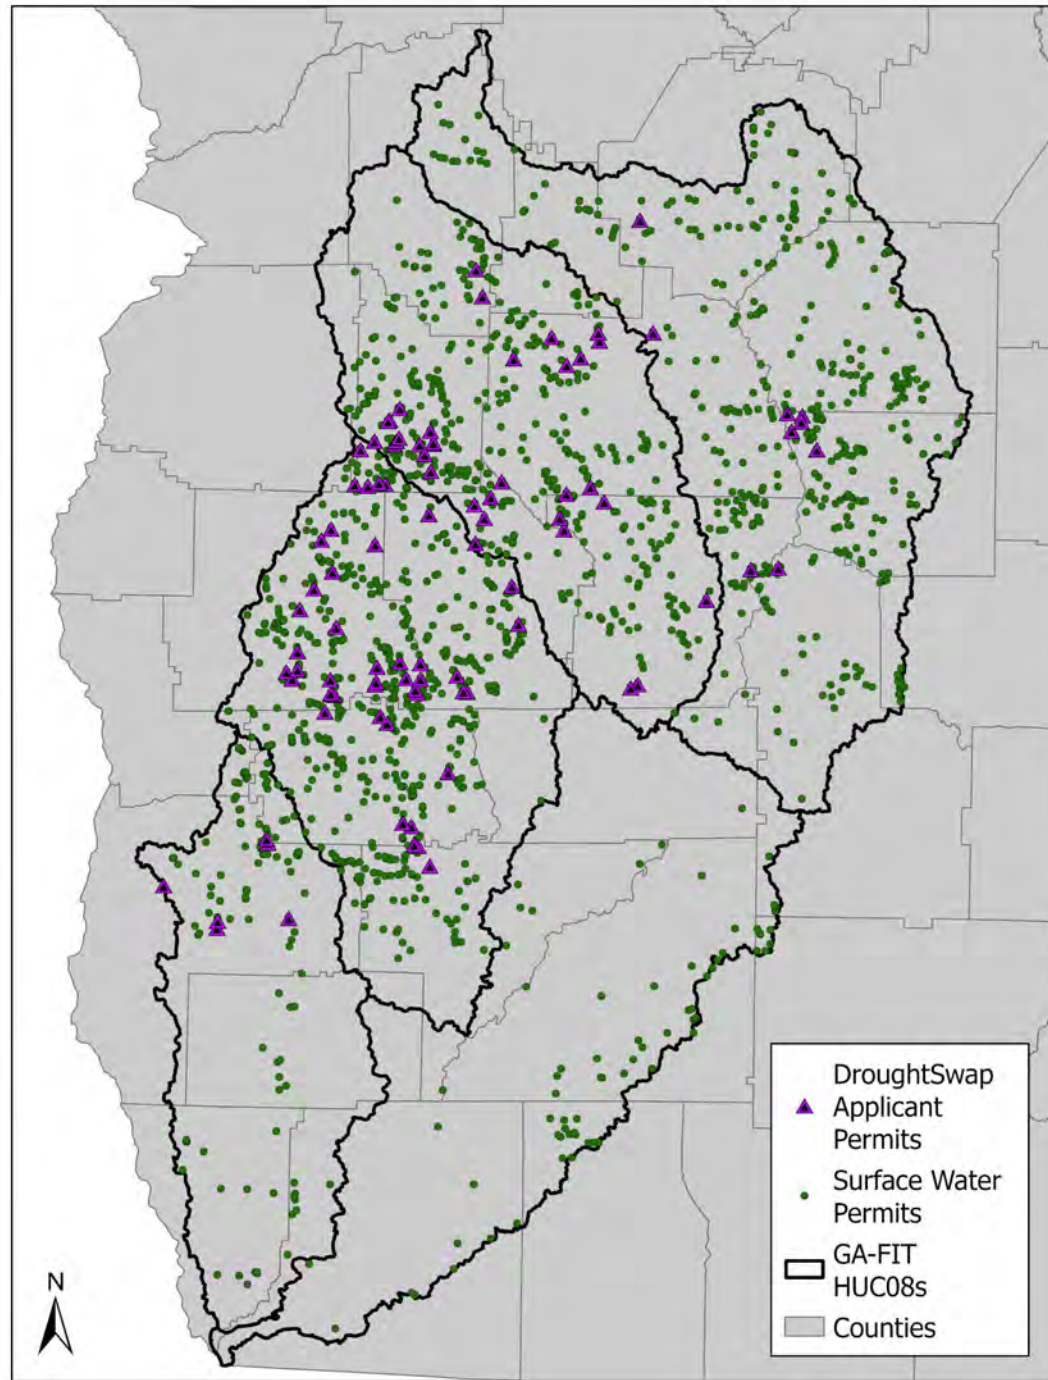 DroughtSwap
Applicant
Permits
Surface Water
Permits
GA-FIT
HUC08s
Counties
N